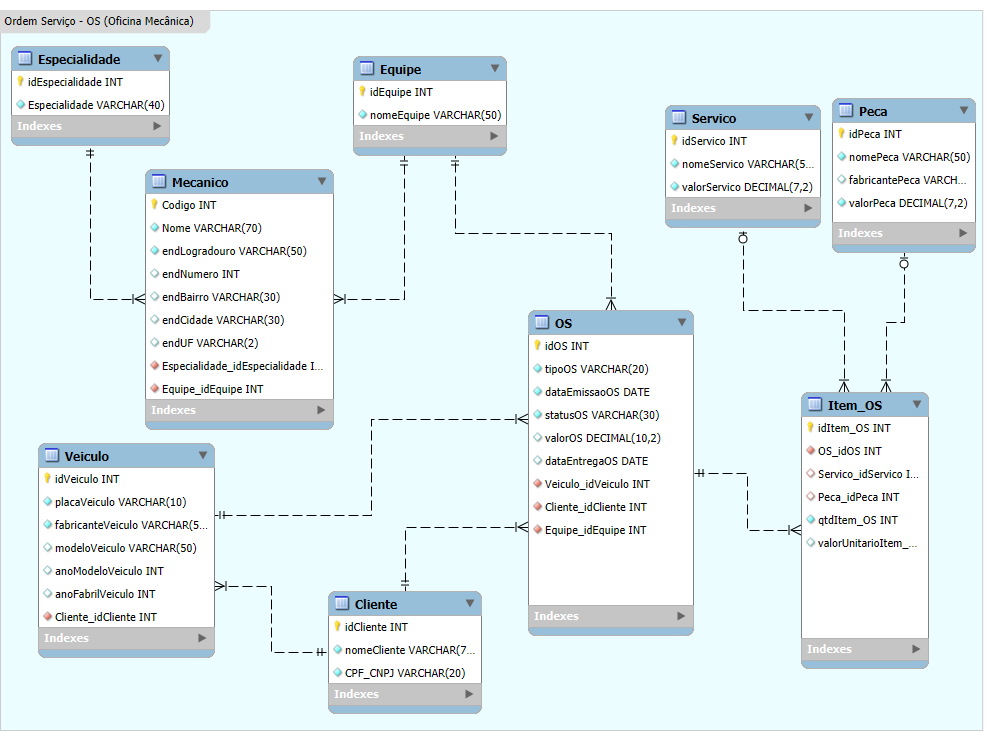 Ordem Serviço - OS (Oficina Mecânica)
Especialidade
idEspecialidade INT
Especialidade VARCHAR(40)
Indexes
Equipe
idEquipe INT
nomeEquipe VARCHAR(50)
Indexes
Servico
idServico INT
nomeServico VARCHAR(5...
valorServico DECIMAL(7,2)
Indexes
Peca
idPeca INT
nomePeca VARCHAR(50)
fabricantePeca VARCH...
valorPeca DECIMAL(7,2)
Indexes
Mecanico
Codigo INT
Nome VARCHAR(70)
endLogradouro VARCHAR(50)
endNumero INT
endBairro VARCHAR(30)
endCidade VARCHAR(30)
endUF VARCHAR(2)
Especialidade_idEspecialidade I...
Equipe_idEquipe INT
Indexes
OS
idOS INT
tipoOS VARCHAR(20)
dataEmissaoOS DATE
statusOS VARCHAR(30)
valorOS DECIMAL(10,2)
dataEntregaOS DATE
Veiculo_idVeiculo INT
Cliente_idCliente INT
Equipe_idEquipe INT
Indexes
Item_OS
idItem_OS INT
OS_idOS INT
Servico_idServico I...
Peca_idPeca INT
qtdItem_OS INT
valorUnitarioItem_...
Indexes
Veiculo
idVeiculo INT
placaVeiculo VARCHAR(10)
fabricanteVeiculo VARCHAR(5...
modeloVeiculo VARCHAR(50)
anoModeloVeiculo INT
anoFabrilVeiculo INT
Cliente_idCliente INT
Indexes
Cliente
idCliente INT
nomeCliente VARCHAR(7...
CPF_CNPJ VARCHAR(20)
Indexes